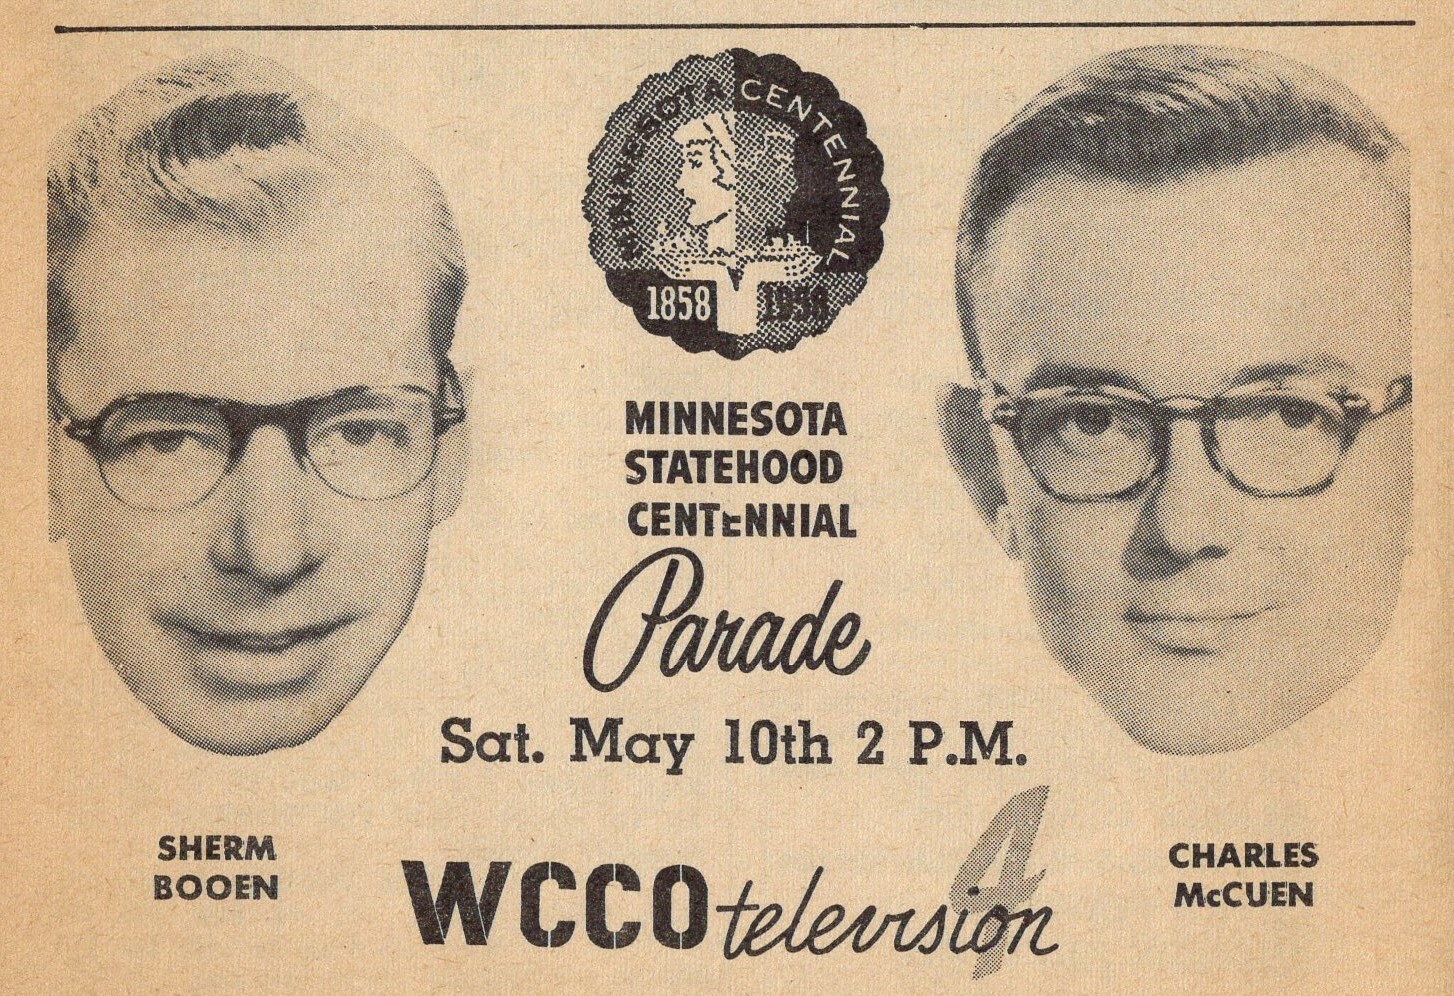 MINNESOTA CENTENNIAL
1858 1958
MINNESOTA
STATEHOOD
CENTENNIAL
Parade
Sat. May 10th 2 P.M.
SHERM
BOOEN
WCCO television 4
CHARLES
McCUEN